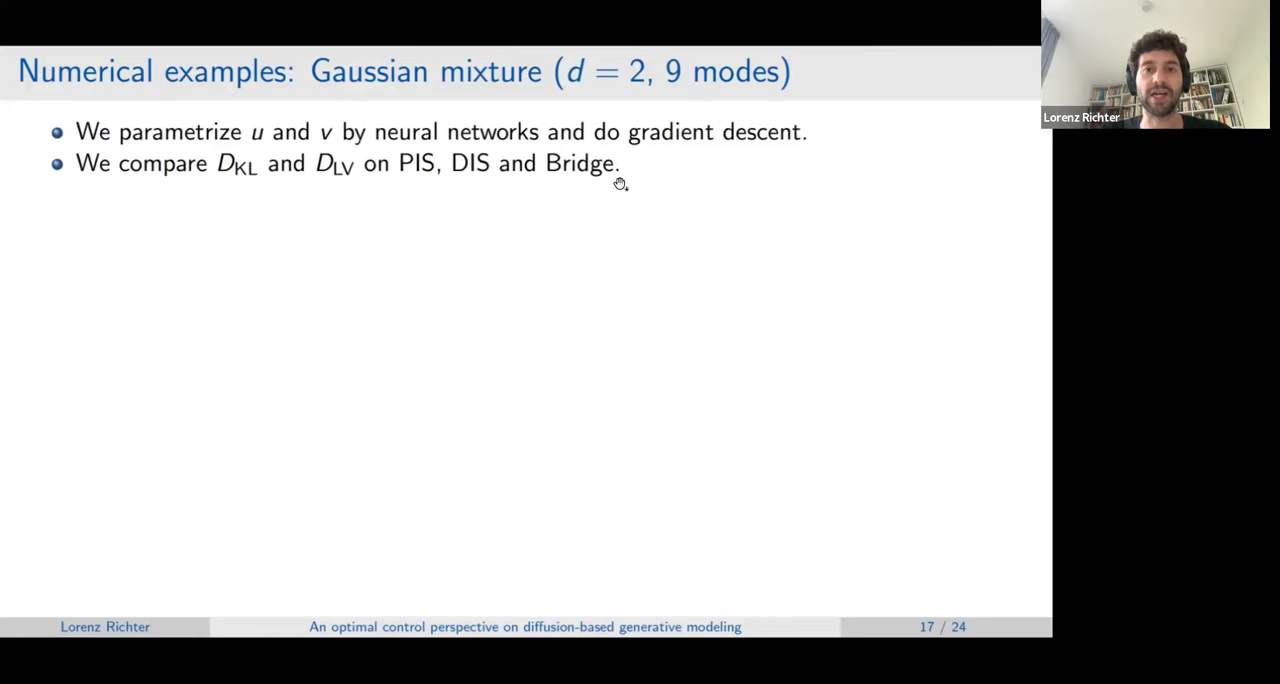 Numerical examples: Gaussian mixture (d = 2, 9 modes)
We parametrize u and v by neural networks and do gradient descent.
We compare D_KL and D_LV on PIS, DIS and Bridge.
Lorenz Richter
Lorenz Richter An optimal control perspective on diffusion-based generative modeling 17 / 24